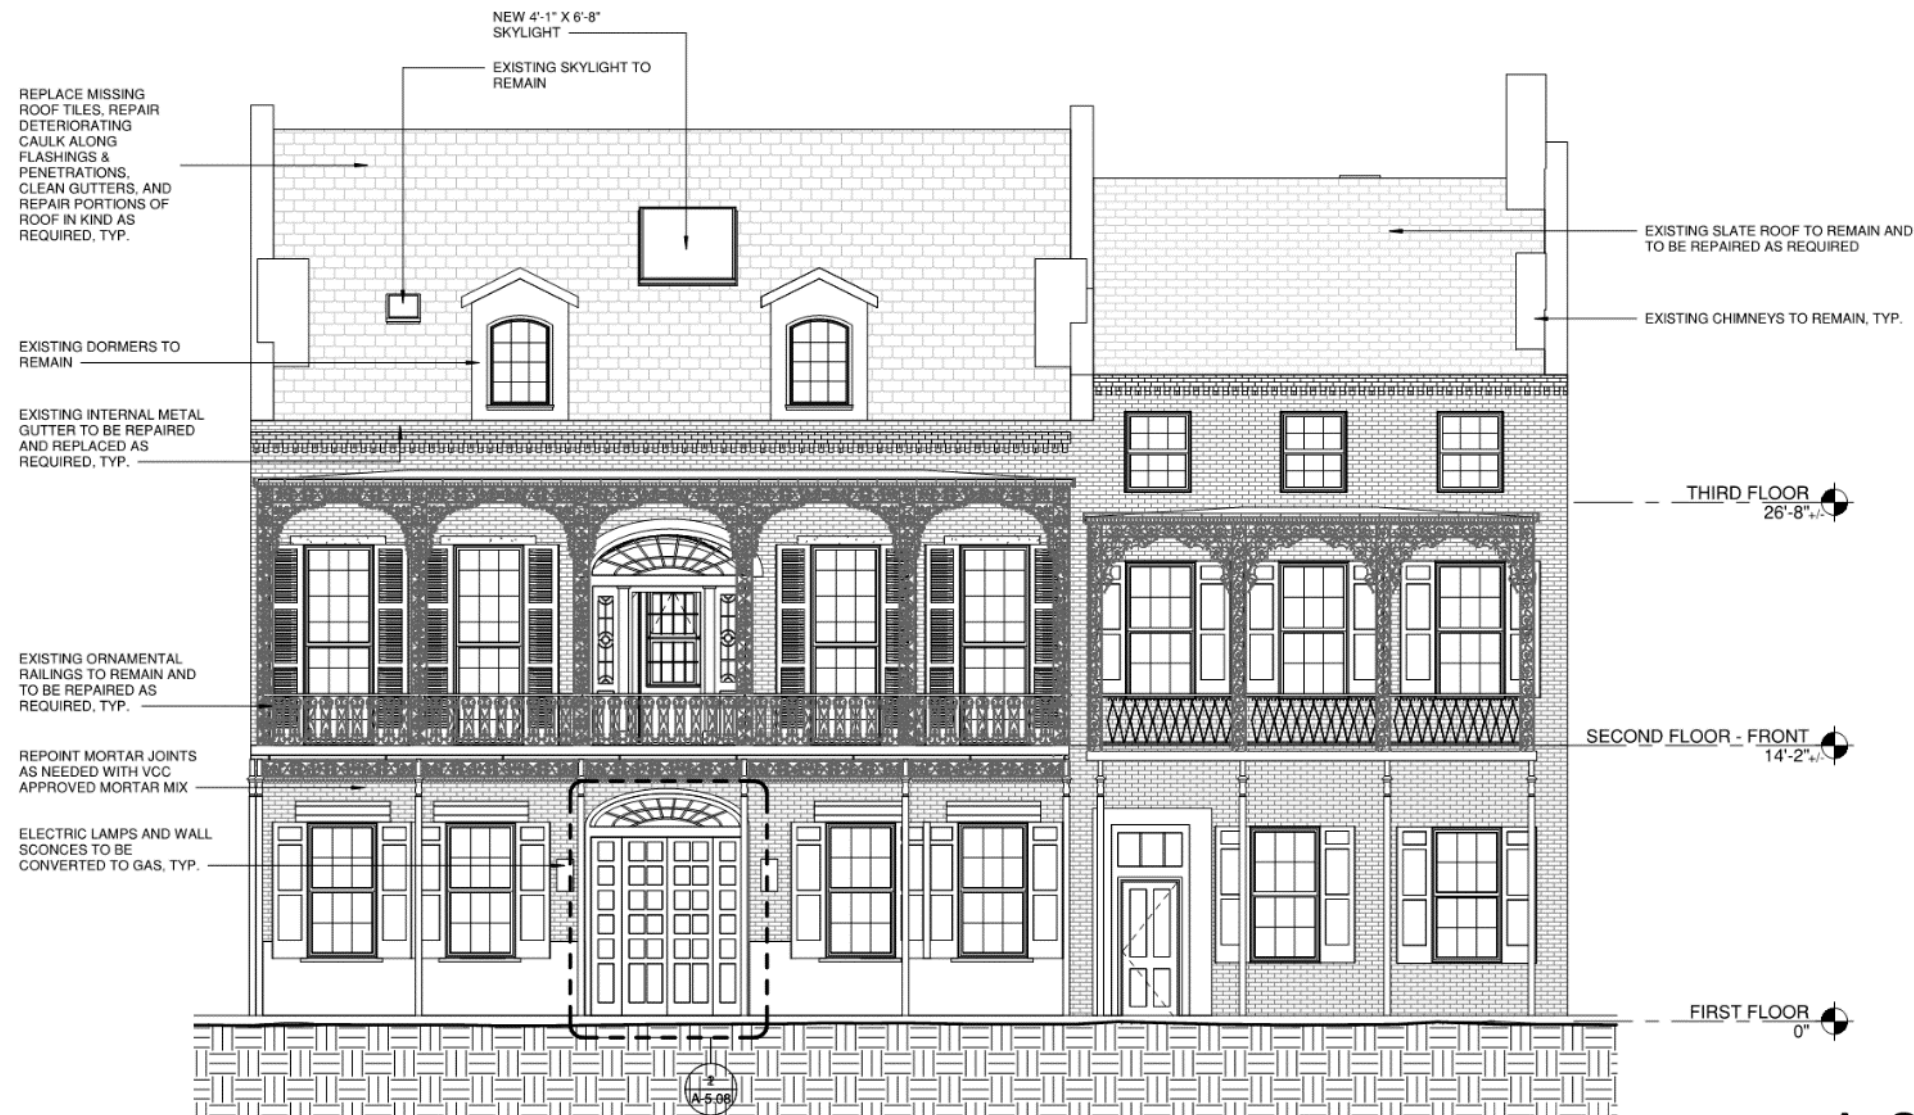 NEW 4'-1" X 6'-8"
SKYLIGHT
EXISTING SKYLIGHT TO
REMAIN
REPLACE MISSING
ROOF TILES, REPAIR
DETERIORATING
CAULK ALONG
FLASHINGS &
PENETRATIONS,
CLEAN GUTTERS, AND
REPAIR PORTIONS OF
ROOF IN KIND AS
REQUIRED, TYP.
EXISTING DORMERS TO
REMAIN
EXISTING INTERNAL METAL
GUTTER TO BE REPAIRED
AND REPLACED AS
REQUIRED, TYP.
EXISTING ORNAMENTAL
RAILINGS TO REMAIN AND
TO BE REPAIRED AS
REQUIRED, TYP.
REPOINT MORTAR JOINTS
AS NEEDED WITH VCC
APPROVED MORTAR MIX
ELECTRIC LAMPS AND WALL
SCONCES TO BE
CONVERTED TO GAS, TYP.
EXISTING SLATE ROOF TO REMAIN AND
TO BE REPAIRED AS REQUIRED
EXISTING CHIMNEYS TO REMAIN, TYP.
THIRD FLOOR
26'-8"+/-
SECOND FLOOR - FRONT
14'-2"+/-
FIRST FLOOR
0"
2
A-5.08